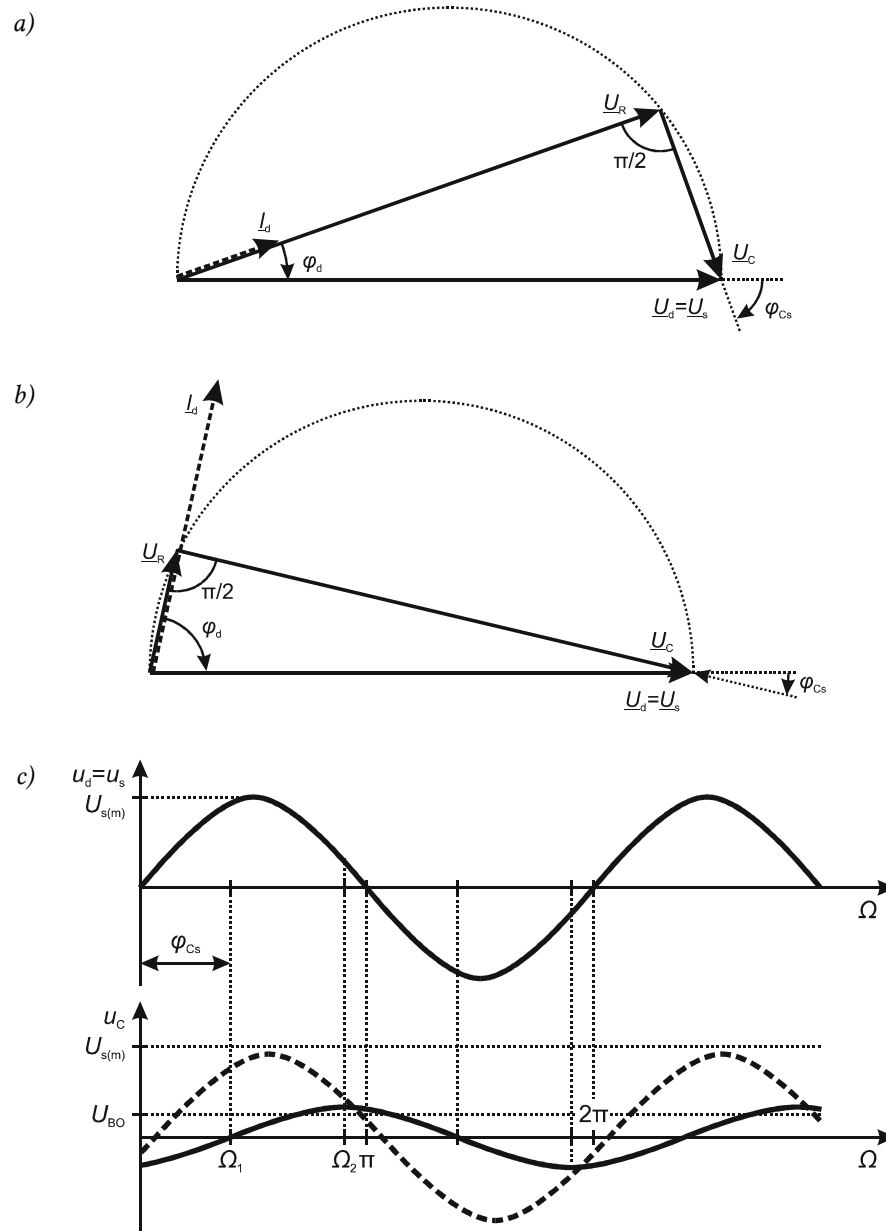 a)
U_R
π/2
I_d
φ_d
U_C
U_d=U_s
φ_Cs
b)
I_d
U_R
π/2
φ_d
U_C
φ_Cs
U_d=U_s
c)
u_d=u_s
U_s(m)
Ω
φ_Cs
u_C
U_s(m)
U_BO
2π
Ω_1 Ω_2 π Ω